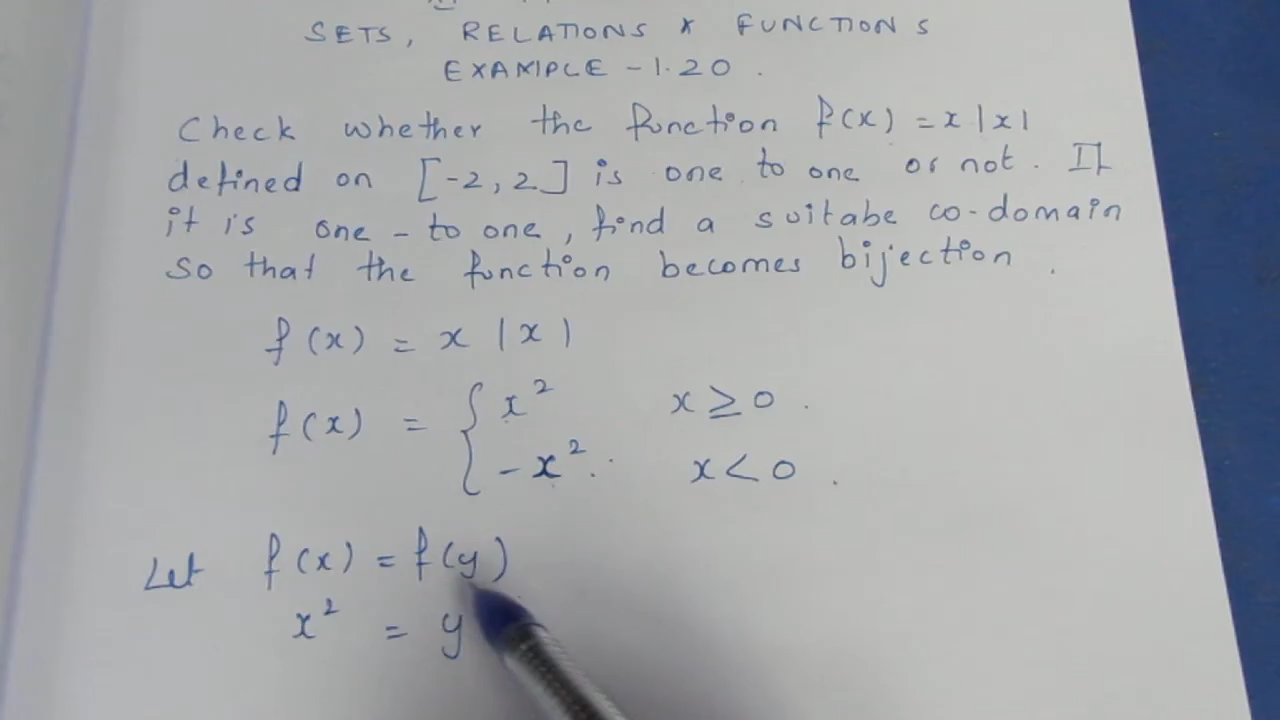 SETS, RELATIONS & FUNCTIONS
EXAMPLE - 1.20.
Check whether the function f(x) = x|x|
defined on [-2, 2] is one to one or not. If
it is one - to one, find a suitabe co-domain
so that the function becomes bijection.
f(x) = x |x|
f(x) = { x² x ≥ 0.
-x². x < 0.
Let f(x) = f(y)
x² = y